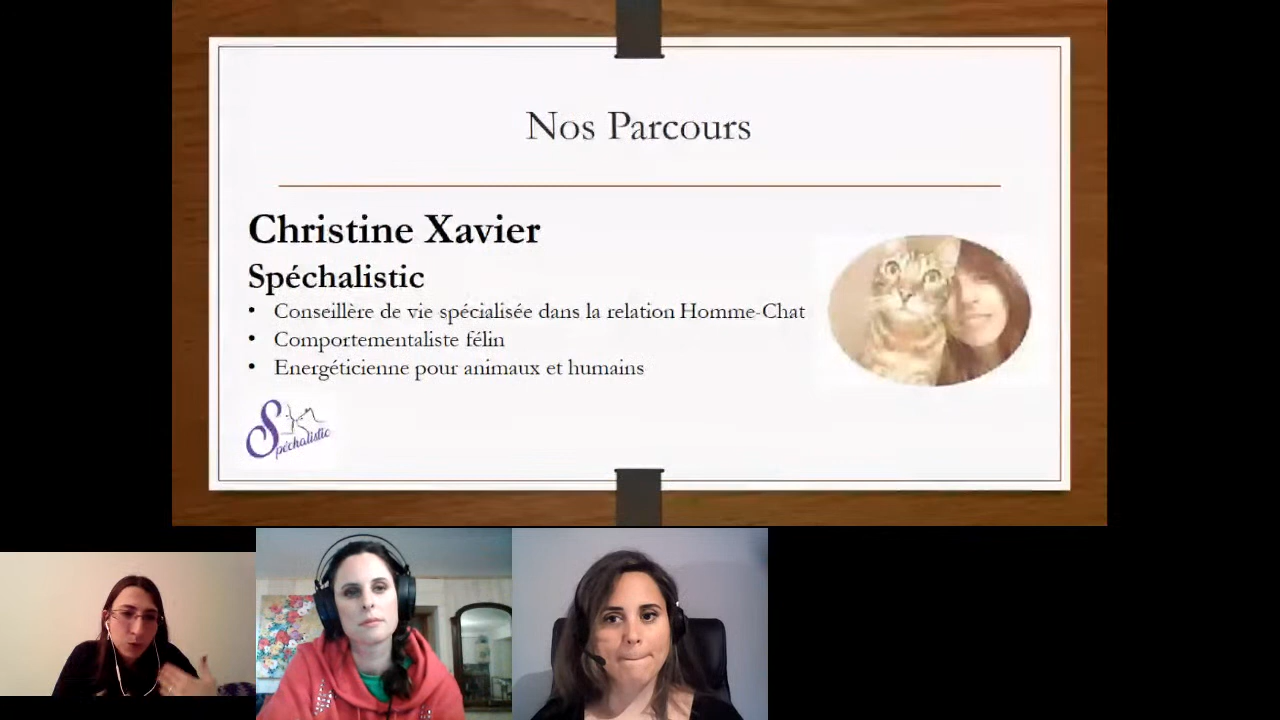 Nos Parcours
Christine Xavier
Spéchalistic
• Conseillère de vie spécialisée dans la relation Homme-Chat
• Comportementaliste félin
• Energéticienne pour animaux et humains
Spéchalistic